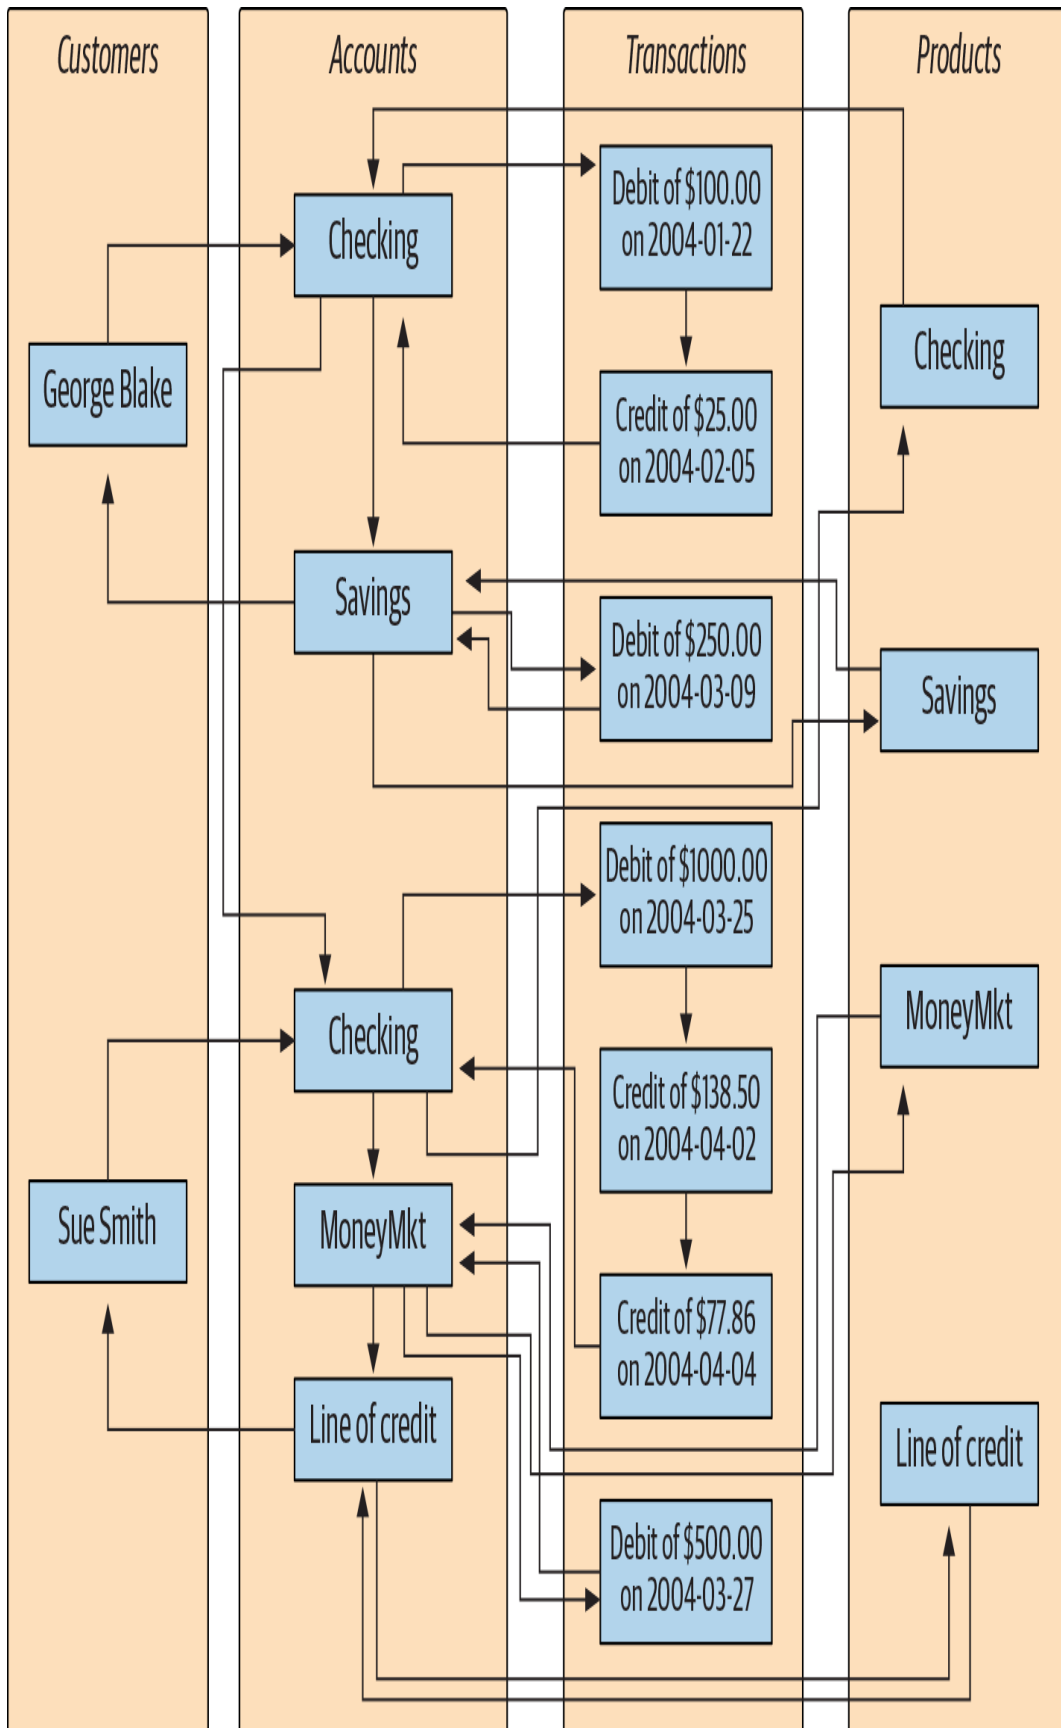 Customers
Accounts
Transactions
Products
George Blake
Sue Smith
Checking
Savings
Checking
MoneyMkt
Line of credit
Debit of $100.00
on 2004-01-22
Credit of $25.00
on 2004-02-05
Debit of $250.00
on 2004-03-09
Debit of $1000.00
on 2004-03-25
Credit of $138.50
on 2004-04-02
Credit of $77.86
on 2004-04-04
Debit of $500.00
on 2004-03-27
Checking
Savings
MoneyMkt
Line of credit